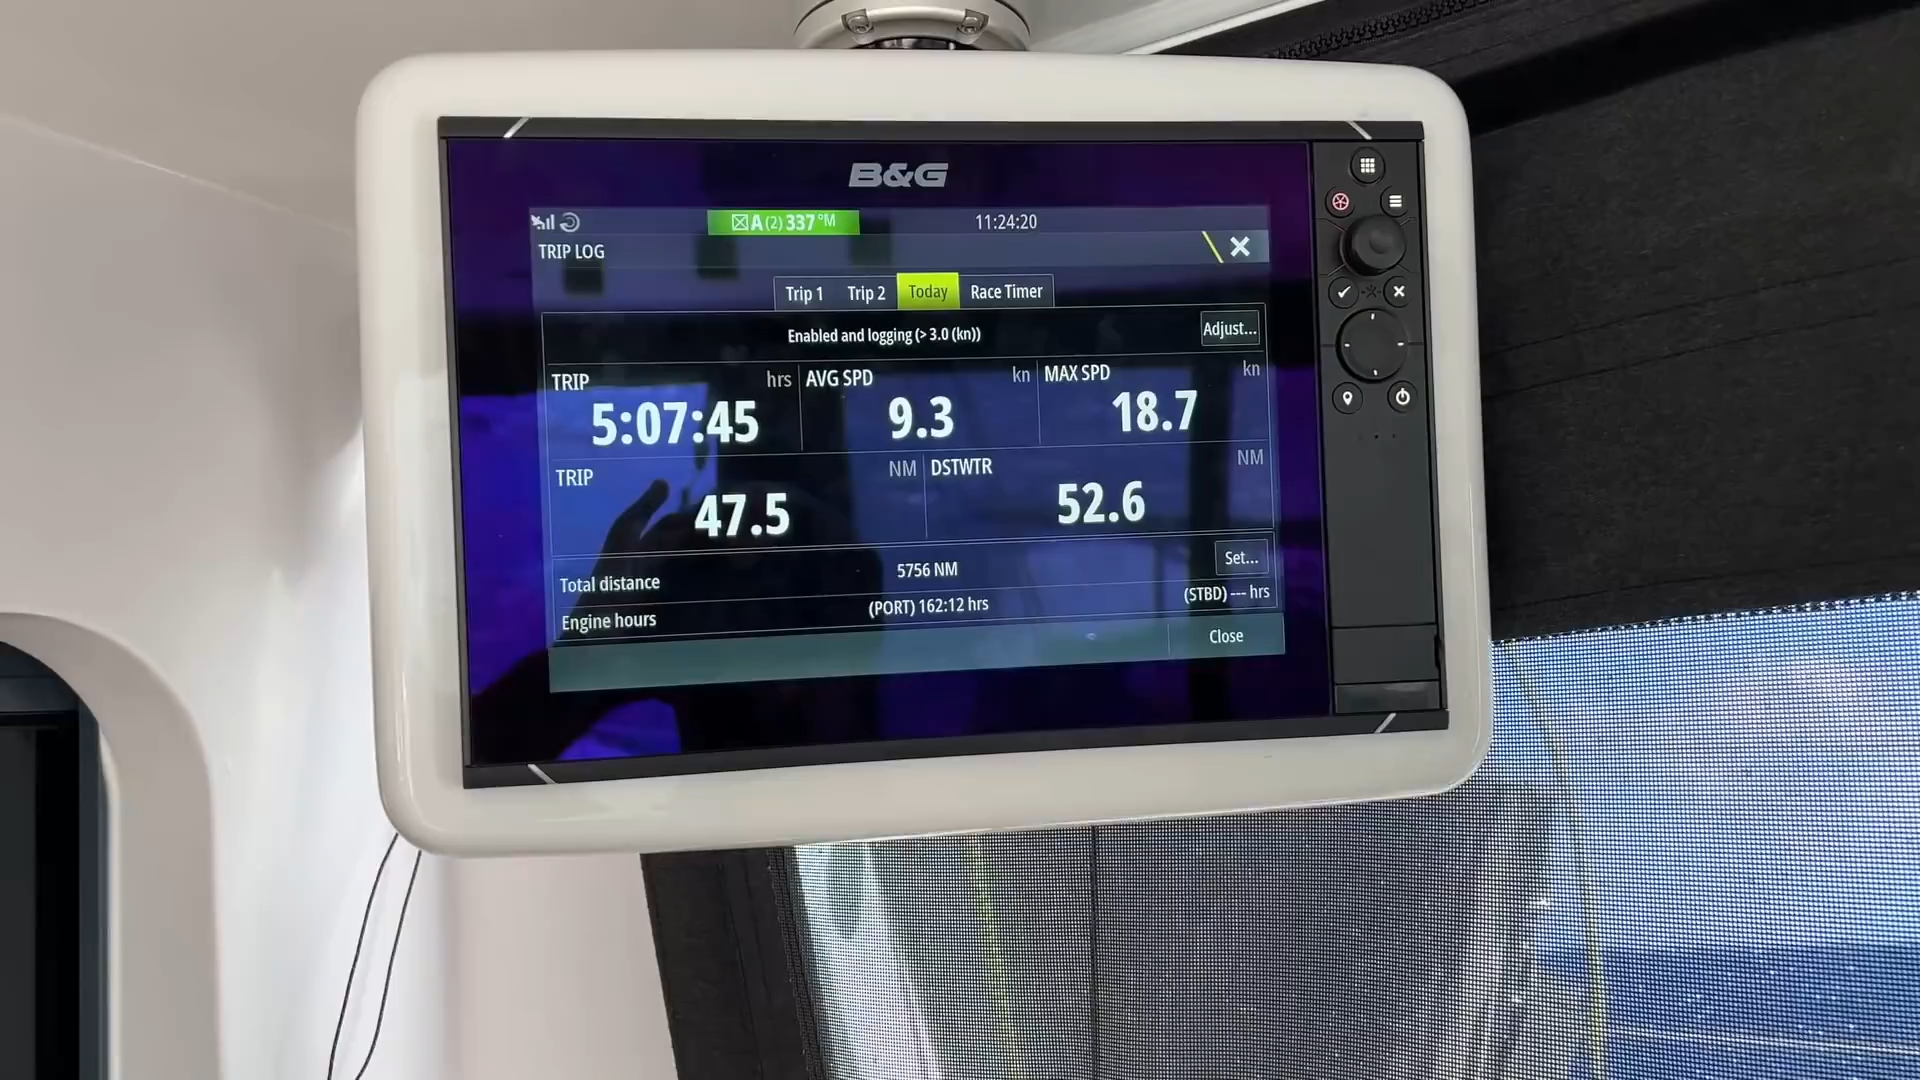 B&G
A (2) 337 °M
11:24:20
TRIP LOG
Trip 1 Trip 2 Today Race Timer
Enabled and logging (> 3.0 (kn))
Adjust...
TRIP hrs AVG SPD kn MAX SPD kn
5:07:45 9.3 18.7
TRIP NM DSTWTR NM
47.5 52.6
Total distance 5756 NM Set...
Engine hours (PORT) 162:12 hrs (STBD) --- hrs
Close